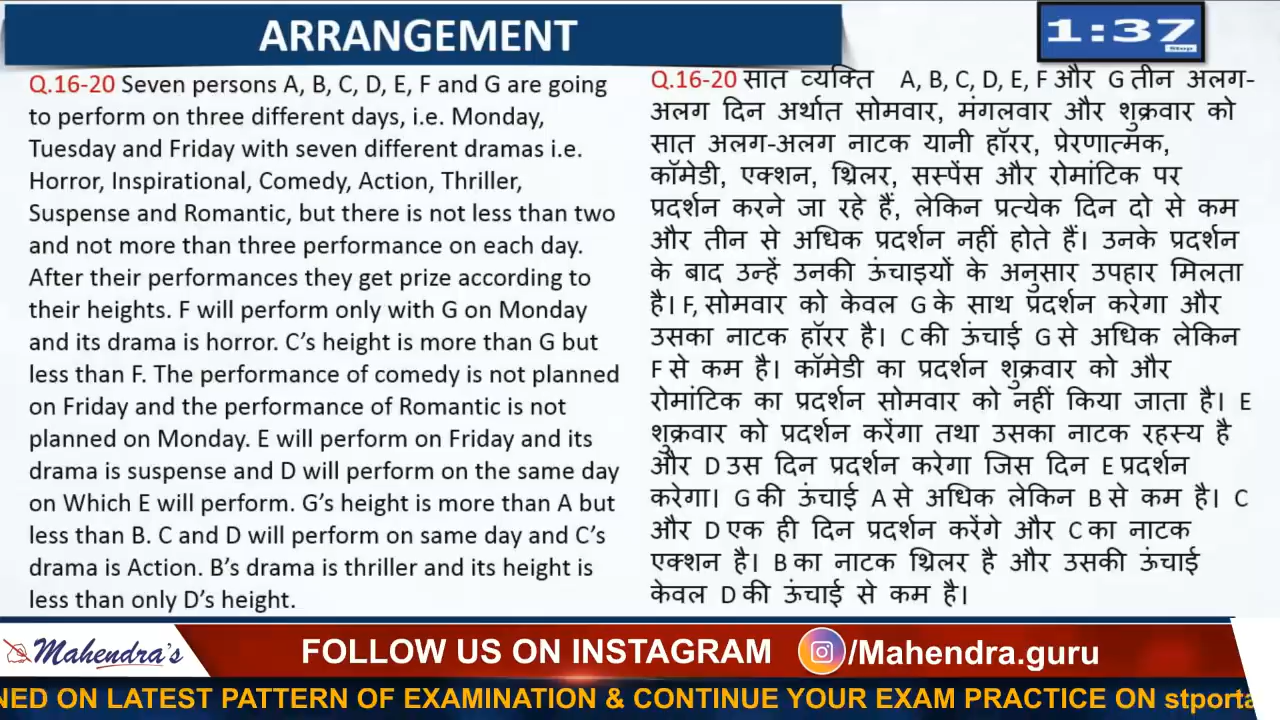 ARRANGEMENT
1:37
Stop
Q.16-20 Seven persons A, B, C, D, E, F and G are going
to perform on three different days, i.e. Monday,
Tuesday and Friday with seven different dramas i.e.
Horror, Inspirational, Comedy, Action, Thriller,
Suspense and Romantic, but there is not less than two
and not more than three performance on each day.
After their performances they get prize according to
their heights. F will perform only with G on Monday
and its drama is horror. C's height is more than G but
less than F. The performance of comedy is not planned
on Friday and the performance of Romantic is not
planned on Monday. E will perform on Friday and its
drama is suspense and D will perform on the same day
on Which E will perform. G's height is more than A but
less than B. C and D will perform on same day and C's
drama is Action. B's drama is thriller and its height is
less than only D's height.
Q.16-20 सात व्यक्ति A, B, C, D, E, F और G तीन अलग-
अलग दिन अर्थात सोमवार, मंगलवार और शुक्रवार को
सात अलग-अलग नाटक यानी हॉरर, प्रेरणात्मक,
कॉमेडी, एक्शन, थ्रिलर, सस्पेंस और रोमांटिक पर
प्रदर्शन करने जा रहे हैं, लेकिन प्रत्येक दिन दो से कम
और तीन से अधिक प्रदर्शन नहीं होते हैं। उनके प्रदर्शन
के बाद उन्हें उनकी ऊंचाइयों के अनुसार उपहार मिलता
है। F, सोमवार को केवल G के साथ प्रदर्शन करेगा और
उसका नाटक हॉरर है। C की ऊंचाई G से अधिक लेकिन
F से कम है। कॉमेडी का प्रदर्शन शुक्रवार को और
रोमांटिक का प्रदर्शन सोमवार को नहीं किया जाता है। E
शुक्रवार को प्रदर्शन करेंगा तथा उसका नाटक रहस्य है
और D उस दिन प्रदर्शन करेगा जिस दिन E प्रदर्शन
करेगा। G की ऊंचाई A से अधिक लेकिन B से कम है। C
और D एक ही दिन प्रदर्शन करेंगे और C का नाटक
एक्शन है। B का नाटक थ्रिलर है और उसकी ऊंचाई
केवल D की ऊंचाई से कम है।
Mahendra's
FOLLOW US ON INSTAGRAM
/Mahendra.guru
NED ON LATEST PATTERN OF EXAMINATION & CONTINUE YOUR EXAM PRACTICE ON stporta